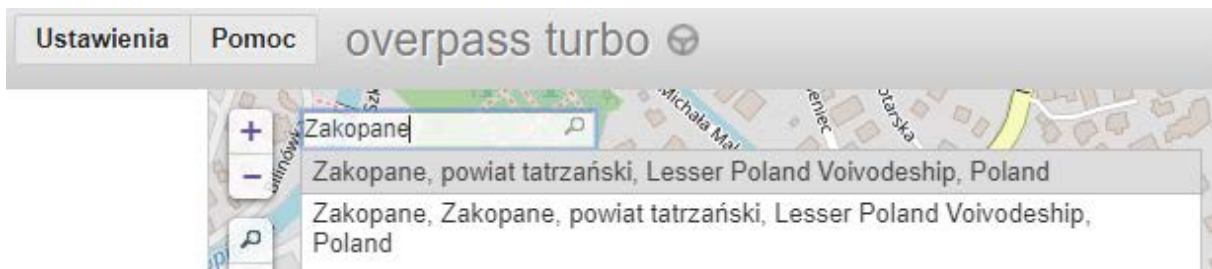 Ustawienia Pomoc overpass turbo
Zakopane
Michała
Zakopane, powiat tatrzański, Lesser Poland Voivodeship, Poland
Zakopane, Zakopane, powiat tatrzański, Lesser Poland Voivodeship,
Poland